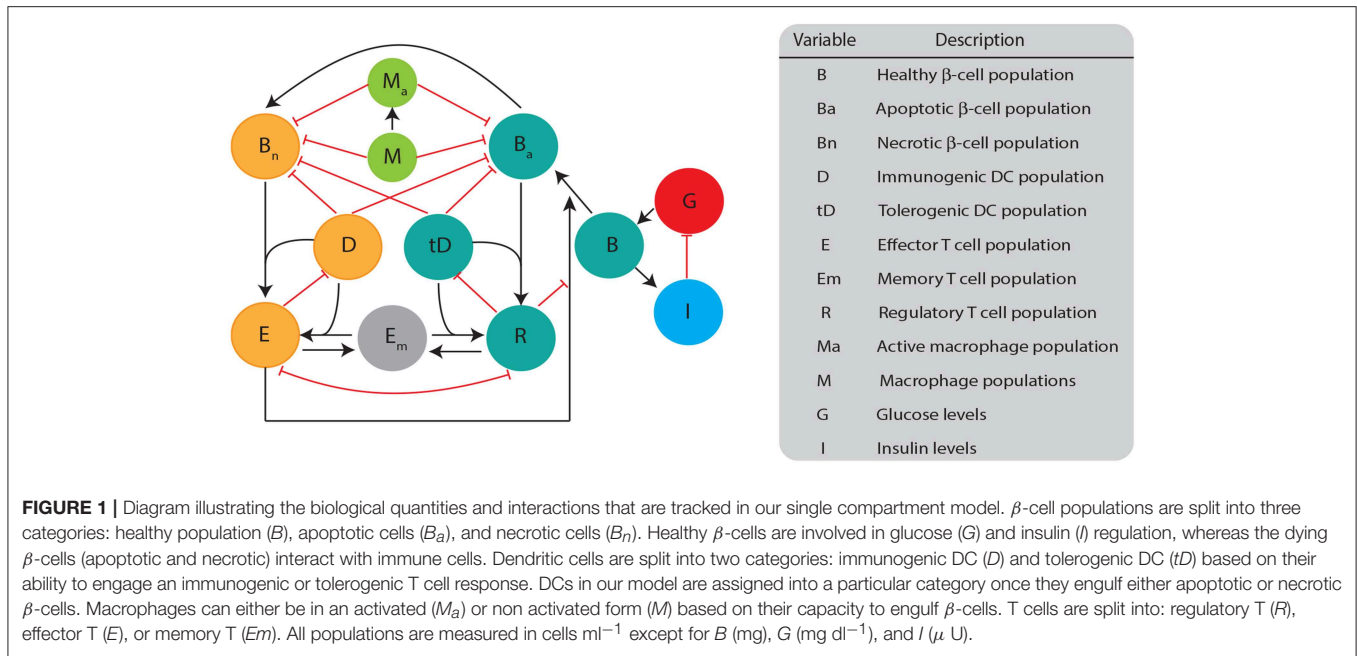 M_a
B_n
M
B_a
G
D
tD
B
I
E
E_m
R
Variable Description
B Healthy β-cell population
Ba Apoptotic β-cell population
Bn Necrotic β-cell population
D Immunogenic DC population
tD Tolerogenic DC population
E Effector T cell population
Em Memory T cell population
R Regulatory T cell population
Ma Active macrophage population
M Macrophage populations
G Glucose levels
I Insulin levels
FIGURE 1 | Diagram illustrating the biological quantities and interactions that are tracked in our single compartment model. β-cell populations are split into three
categories: healthy population (B), apoptotic cells (B_a), and necrotic cells (B_n). Healthy β-cells are involved in glucose (G) and insulin (I) regulation, whereas the dying
β-cells (apoptotic and necrotic) interact with immune cells. Dendritic cells are split into two categories: immunogenic DC (D) and tolerogenic DC (tD) based on their
ability to engage an immunogenic or tolerogenic T cell response. DCs in our model are assigned into a particular category once they engulf either apoptotic or necrotic
β-cells. Macrophages can either be in an activated (M_a) or non activated form (M) based on their capacity to engulf β-cells. T cells are split into: regulatory T (R),
effector T (E), or memory T (Em). All populations are measured in cells ml⁻¹ except for B (mg), G (mg dl⁻¹), and I (μ U).